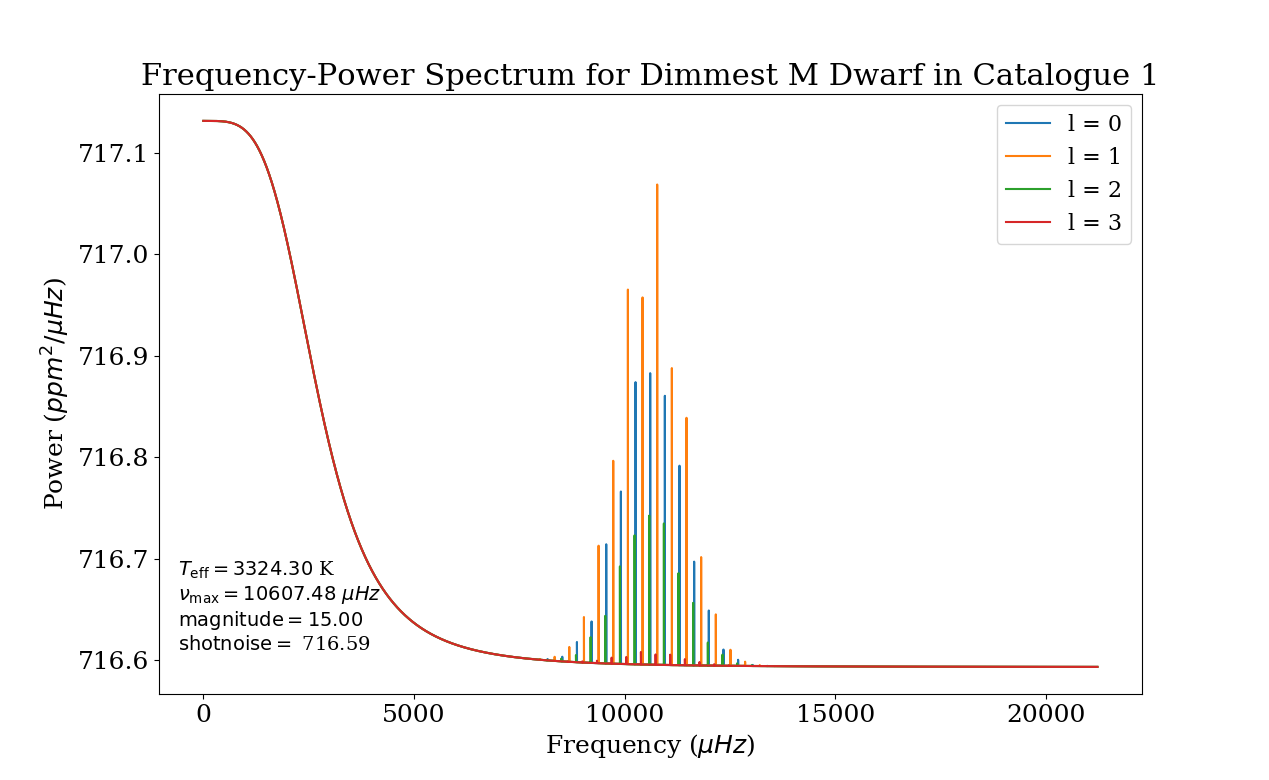 Frequency-Power Spectrum for Dimmest M Dwarf in Catalogue 1
l = 0
l = 1
l = 2
l = 3
717.1
717.0
716.9
716.8
716.7
716.6
Power (ppm²/μHz)
T_eff = 3324.30 K
ν_max = 10607.48 μHz
magnitude = 15.00
shotnoise = 716.59
0 5000 10000 15000 20000
Frequency (μHz)